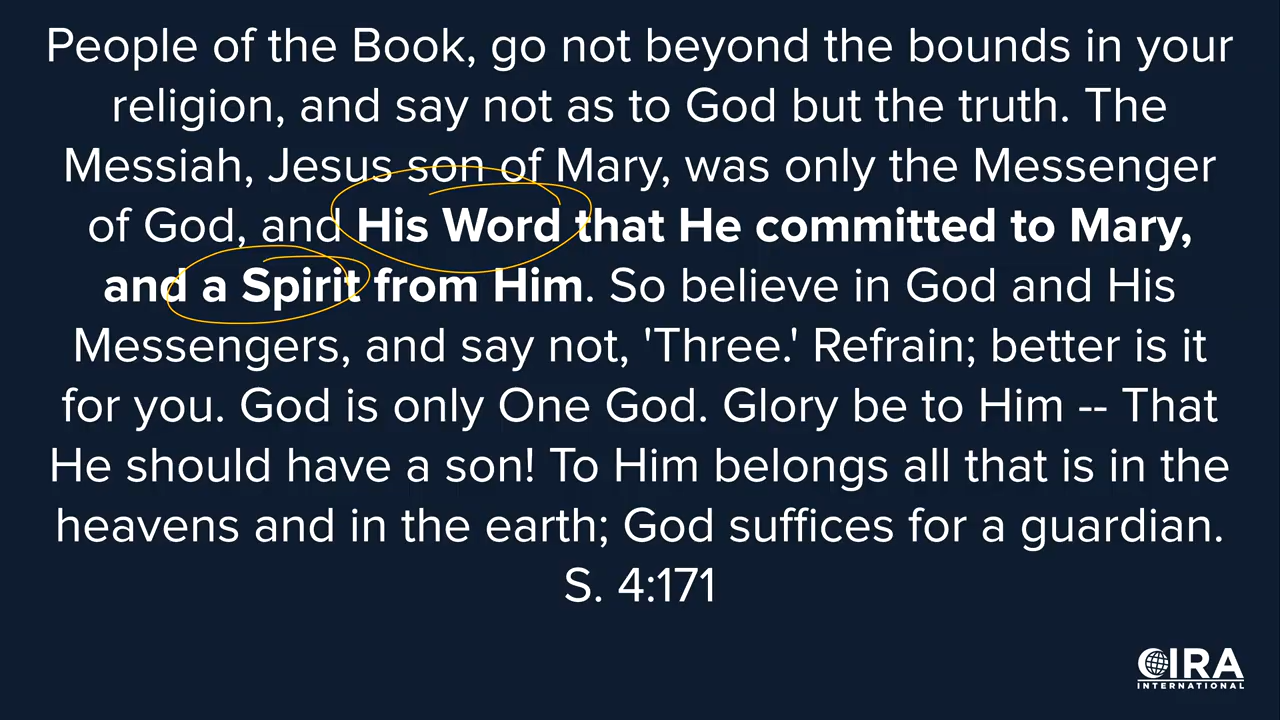 People of the Book, go not beyond the bounds in your
religion, and say not as to God but the truth. The
Messiah, Jesus son of Mary, was only the Messenger
of God, and His Word that He committed to Mary,
and a Spirit from Him. So believe in God and His
Messengers, and say not, 'Three.' Refrain; better is it
for you. God is only One God. Glory be to Him -- That
He should have a son! To Him belongs all that is in the
heavens and in the earth; God suffices for a guardian.
S. 4:171
CIRA
INTERNATIONAL